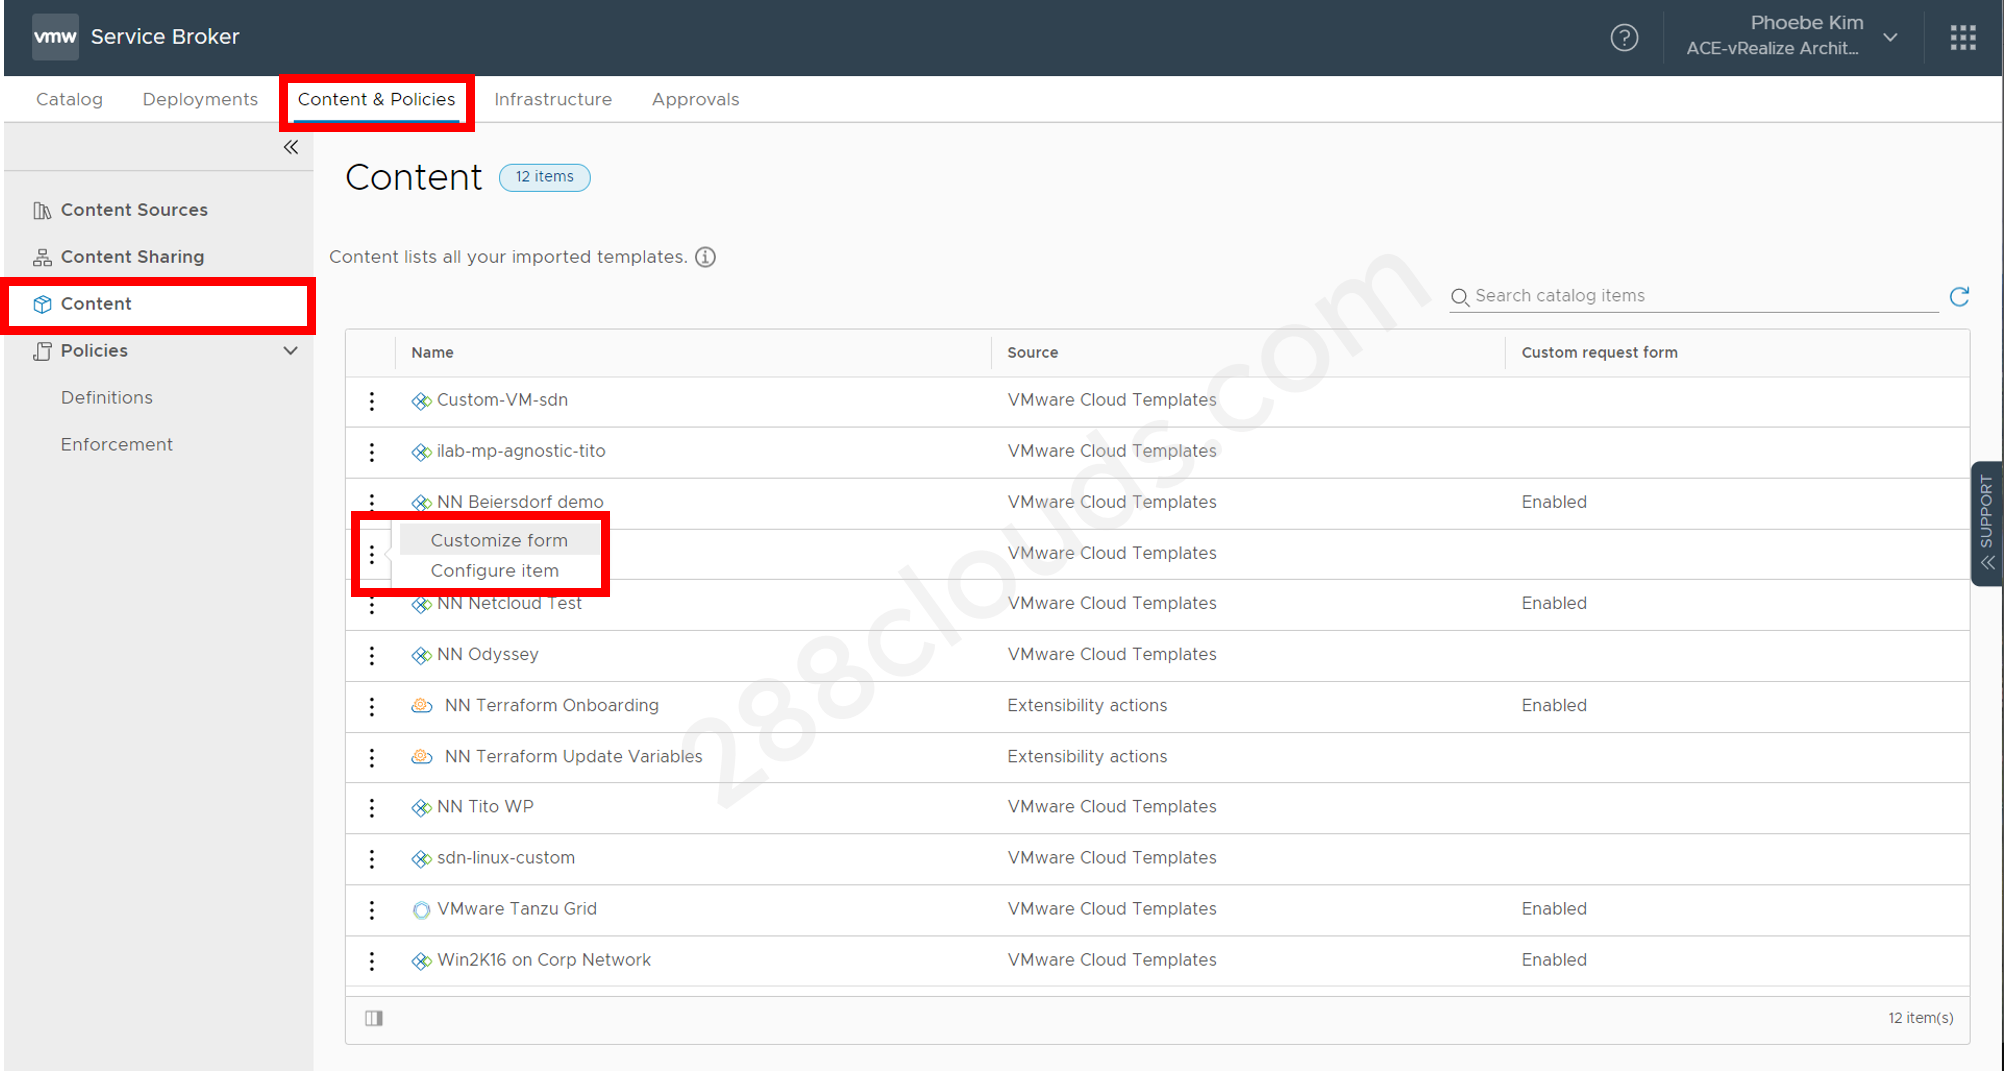 vmw Service Broker
Phoebe Kim
ACE-vRealize Archit...
Catalog Deployments Content & Policies Infrastructure Approvals
Content Sources
Content Sharing
Content
Policies
Definitions
Enforcement
Content 12 items
Content lists all your imported templates.
Search catalog items
Name Source Custom request form
Custom-VM-sdn VMware Cloud Templates
ilab-mp-agnostic-tito VMware Cloud Templates
NN Beiersdorf demo VMware Cloud Templates Enabled
Customize form
Configure item
VMware Cloud Templates
NN Netcloud Test VMware Cloud Templates Enabled
NN Odyssey VMware Cloud Templates
NN Terraform Onboarding Extensibility actions Enabled
NN Terraform Update Variables Extensibility actions
NN Tito WP VMware Cloud Templates
sdn-linux-custom VMware Cloud Templates
VMware Tanzu Grid VMware Cloud Templates Enabled
Win2K16 on Corp Network VMware Cloud Templates Enabled
12 item(s)
SUPPORT
288clouds.com